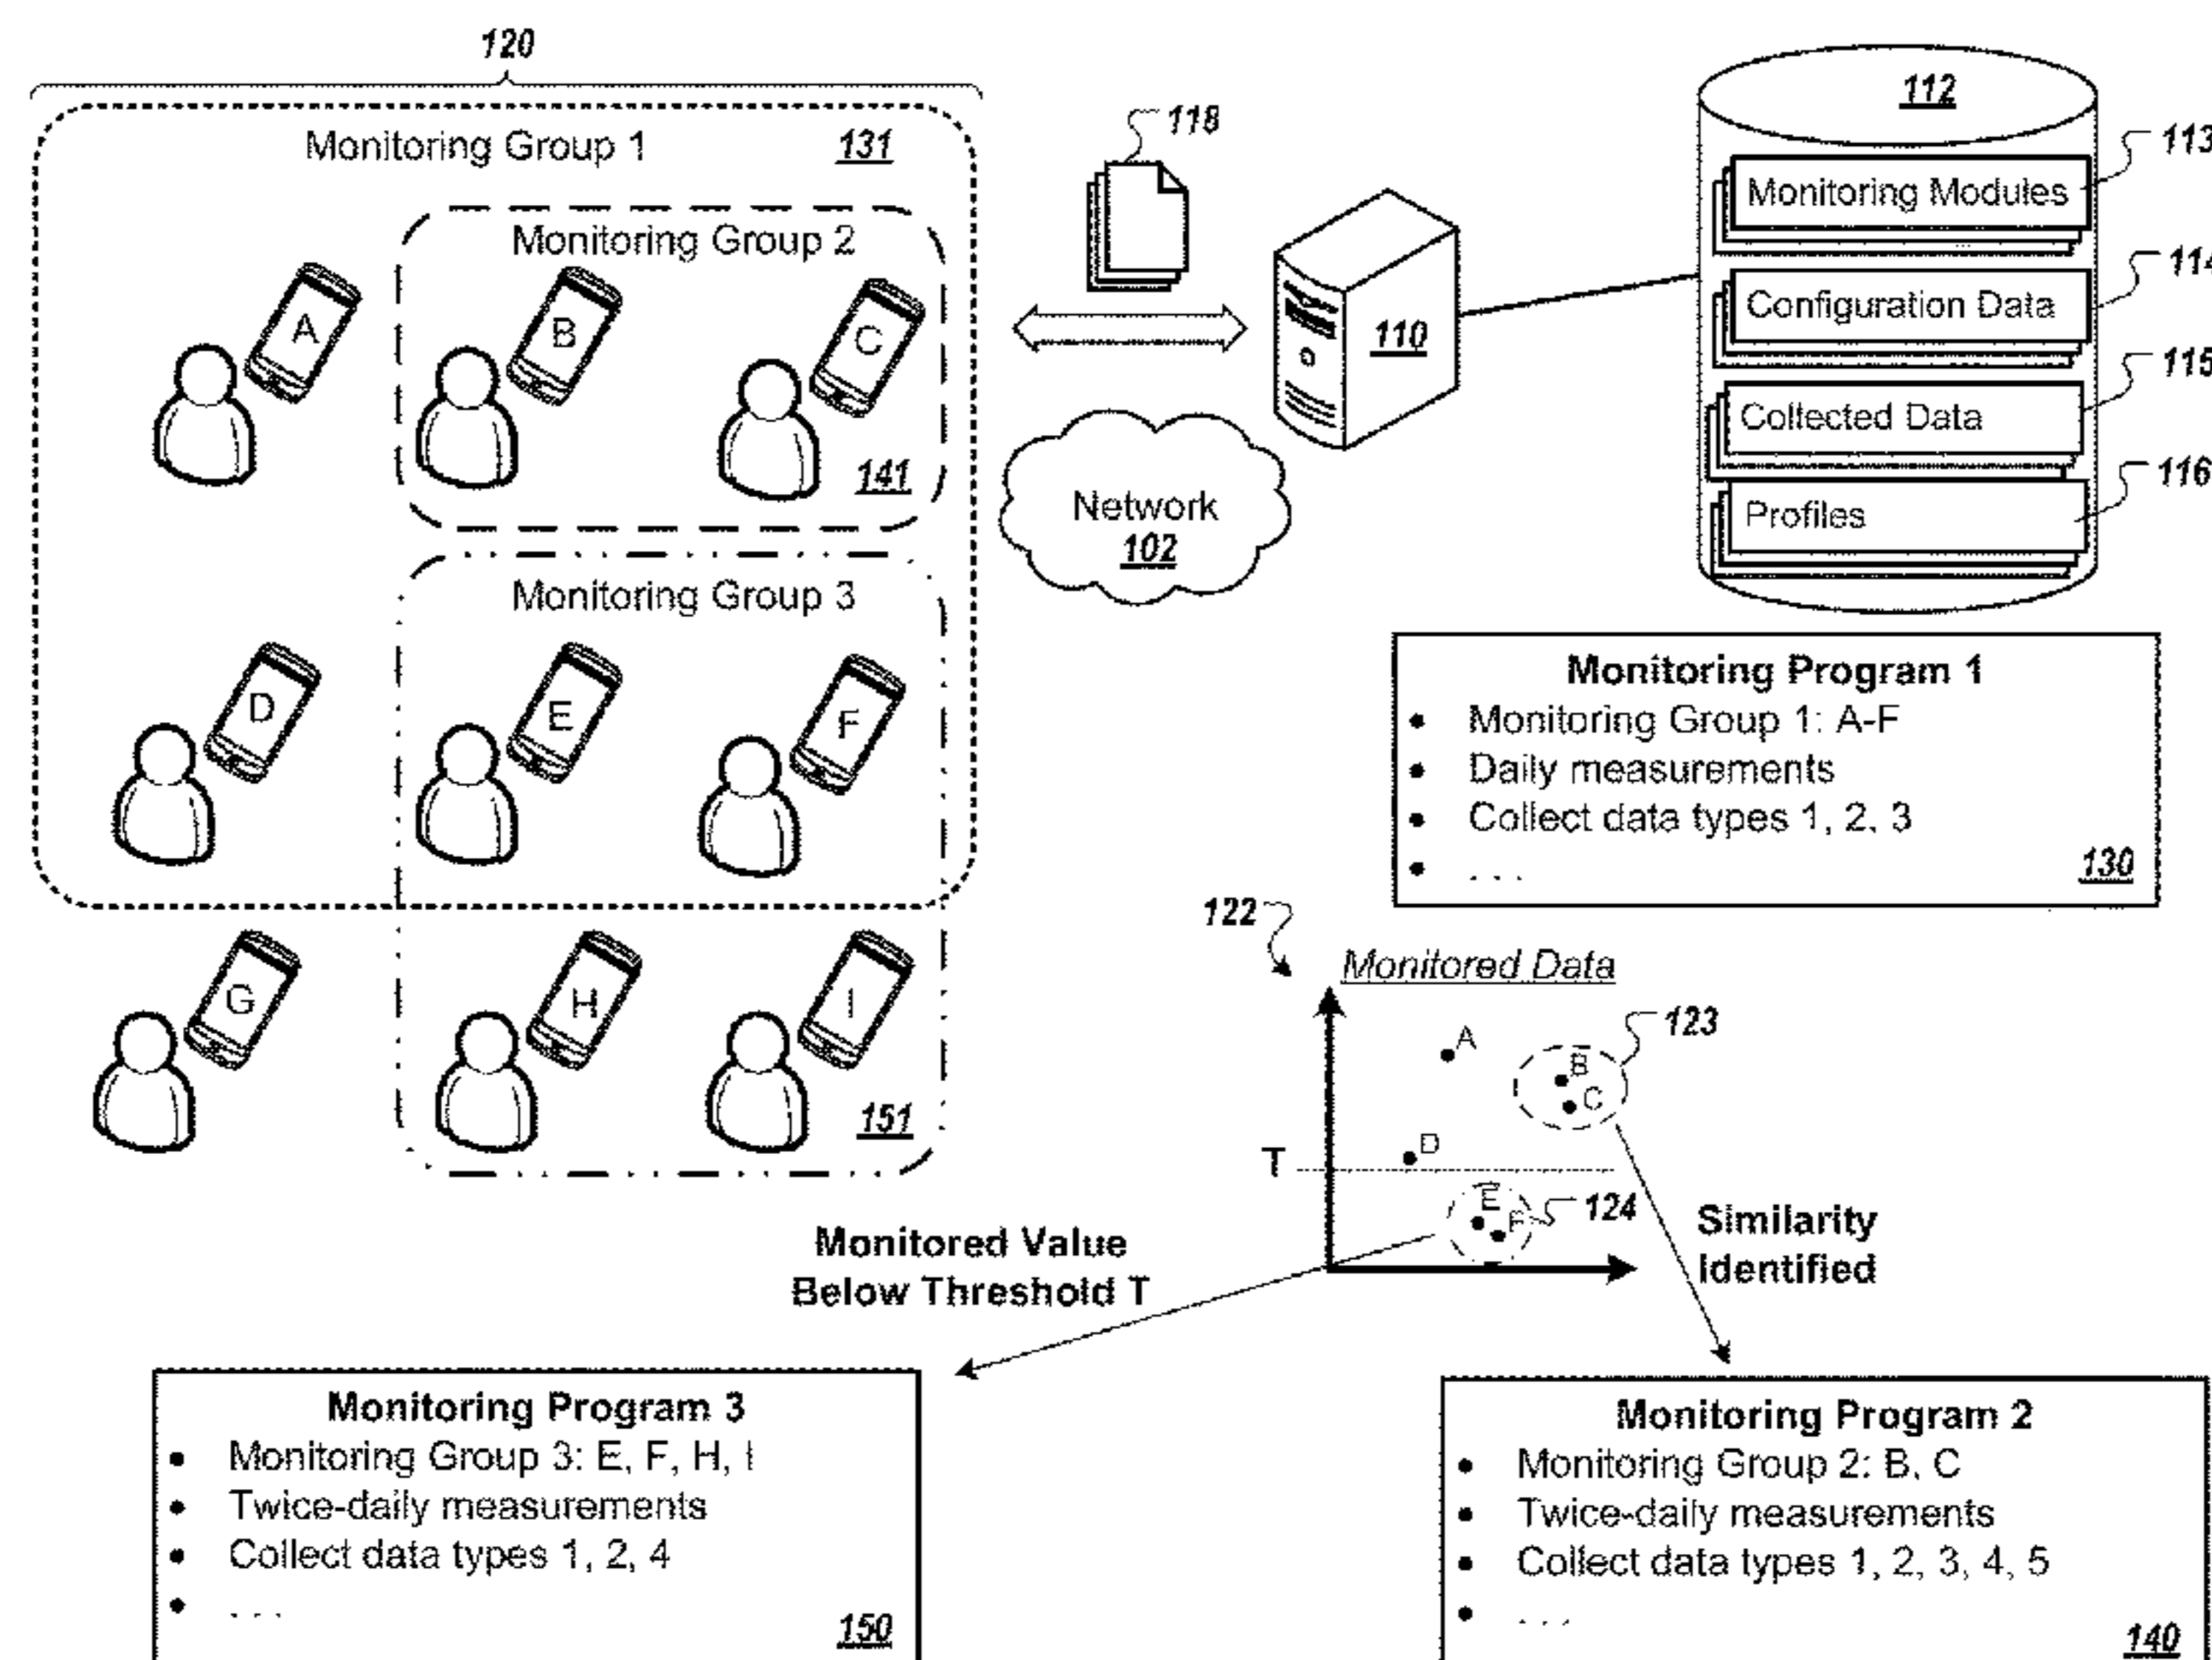 120
Monitoring Group 1 131
Monitoring Group 2
A
B
C
141
Monitoring Group 3
D
E
F
G
H
I
151
118
110
Network
102
112
Monitoring Modules
113
Configuration Data
114
Collected Data
115
Profiles
116
Monitoring Program 1
• Monitoring Group 1: A-F
• Daily measurements
• Collect data types 1, 2, 3
• . . .
130
122
Monitored Data
A
B
C
123
D
T
E
F
124
Monitored Value
Below Threshold T
Similarity
Identified
Monitoring Program 3
• Monitoring Group 3: E, F, H, I
• Twice-daily measurements
• Collect data types 1, 2, 4
• . . .
150
Monitoring Program 2
• Monitoring Group 2: B, C
• Twice-daily measurements
• Collect data types 1, 2, 3, 4, 5
• . . .
140